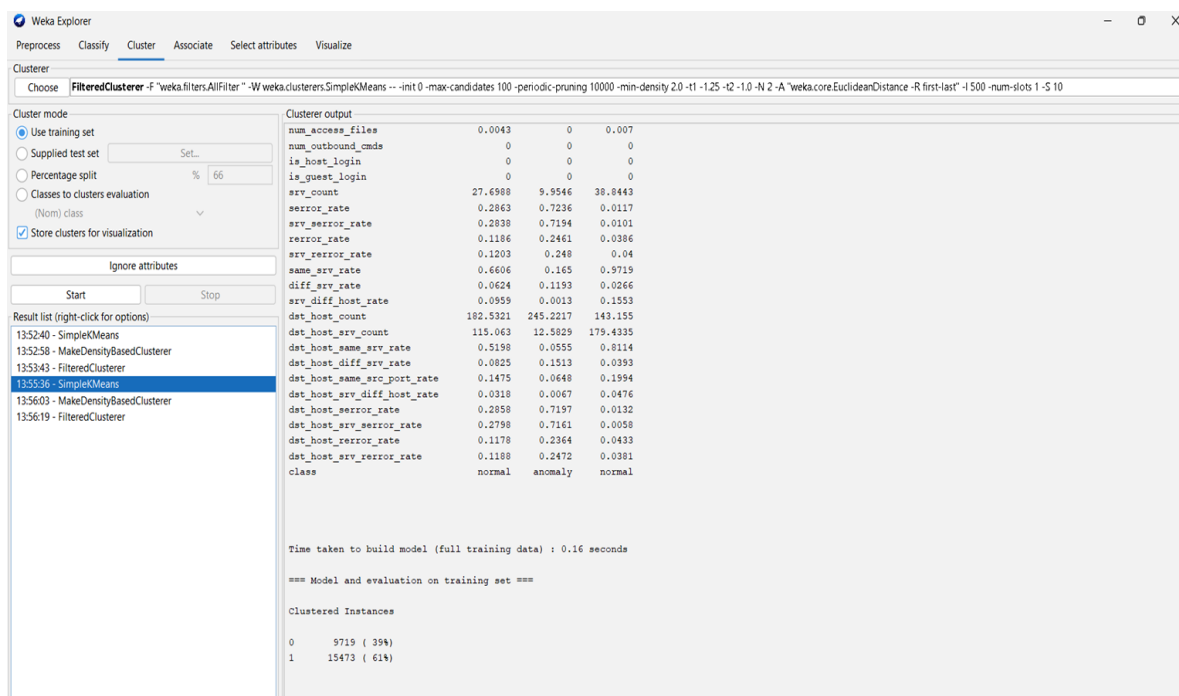 Weka Explorer
Preprocess Classify Cluster Associate Select attributes Visualize
Clusterer
Choose FilteredClusterer -F "weka.filters.AllFilter " -W weka.clusterers.SimpleKMeans -- -init 0 -max-candidates 100 -periodic-pruning 10000 -min-density 2.0 -t1 -1.25 -t2 -1.0 -N 2 -A "weka.core.EuclideanDistance -R first-last" -I 500 -num-slots 1 -S 10
Cluster mode
Use training set
Supplied test set Set...
Percentage split % 66
Classes to clusters evaluation
(Nom) class
Store clusters for visualization
Ignore attributes
Start Stop
Result list (right-click for options)
13:52:40 - SimpleKMeans
13:52:58 - MakeDensityBasedClusterer
13:53:43 - FilteredClusterer
13:55:36 - SimpleKMeans
13:56:03 - MakeDensityBasedClusterer
13:56:19 - FilteredClusterer
Clusterer output
num_access_files 0.0043 0 0.007
num_outbound_cmds 0 0 0
is_host_login 0 0 0
is_guest_login 0 0 0
srv_count 27.6988 9.9546 38.8443
serror_rate 0.2863 0.7236 0.0117
srv_serror_rate 0.2838 0.7194 0.0101
rerror_rate 0.1186 0.2461 0.0386
srv_rerror_rate 0.1203 0.248 0.04
same_srv_rate 0.6606 0.165 0.9719
diff_srv_rate 0.0624 0.1193 0.0266
srv_diff_host_rate 0.0959 0.0013 0.1553
dst_host_count 182.5321 245.2217 143.155
dst_host_srv_count 115.063 12.5829 179.4335
dst_host_same_srv_rate 0.5198 0.0555 0.8114
dst_host_diff_srv_rate 0.0825 0.1513 0.0393
dst_host_same_src_port_rate 0.1475 0.0648 0.1994
dst_host_srv_diff_host_rate 0.0318 0.0067 0.0476
dst_host_serror_rate 0.2858 0.7197 0.0132
dst_host_srv_serror_rate 0.2798 0.7161 0.0058
dst_host_rerror_rate 0.1178 0.2364 0.0433
dst_host_srv_rerror_rate 0.1188 0.2472 0.0381
class normal anomaly normal
Time taken to build model (full training data) : 0.16 seconds
=== Model and evaluation on training set ===
Clustered Instances
0 9719 ( 39%)
1 15473 ( 61%)